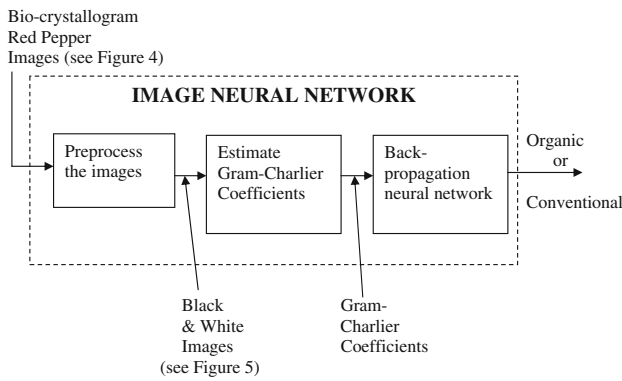 Bio-crystallogram
Red Pepper
Images (see Figure 4)
IMAGE NEURAL NETWORK
Preprocess
the images
Estimate
Gram-Charlier
Coefficients
Back-
propagation
neural network
Organic
or
Conventional
Black
& White
Images
(see Figure 5)
Gram-
Charlier
Coefficients